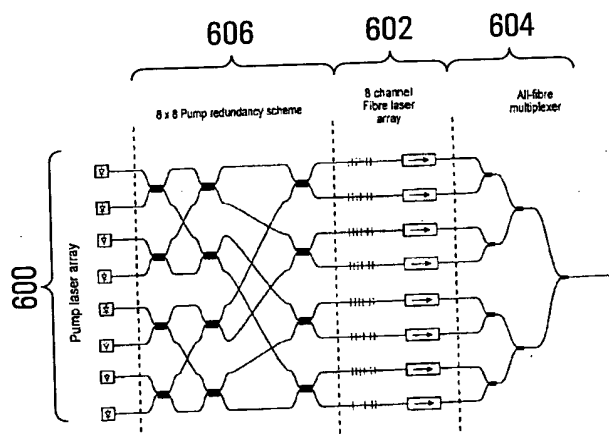 606
602
604
8 x 8 Pump redundancy scheme
8 channel
Fibre laser
array
All-fibre
multiplexer
600
Pump laser array